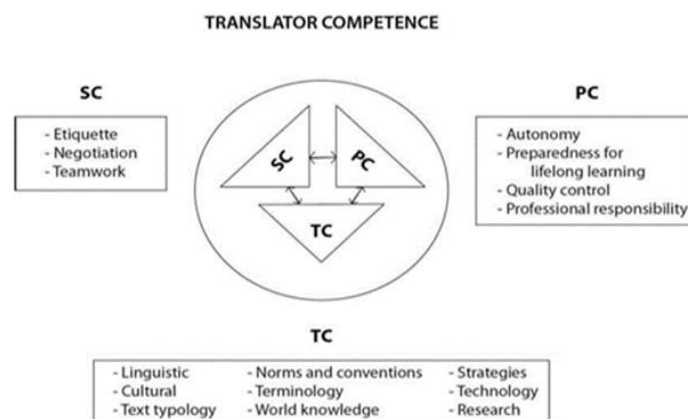 TRANSLATOR COMPETENCE
SC
- Etiquette
- Negotiation
- Teamwork
PC
- Autonomy
- Preparedness for
lifelong learning
- Quality control
- Professional responsibility
SC
PC
TC
TC
- Linguistic
- Cultural
- Text typology
- Norms and conventions
- Terminology
- World knowledge
- Strategies
- Technology
- Research